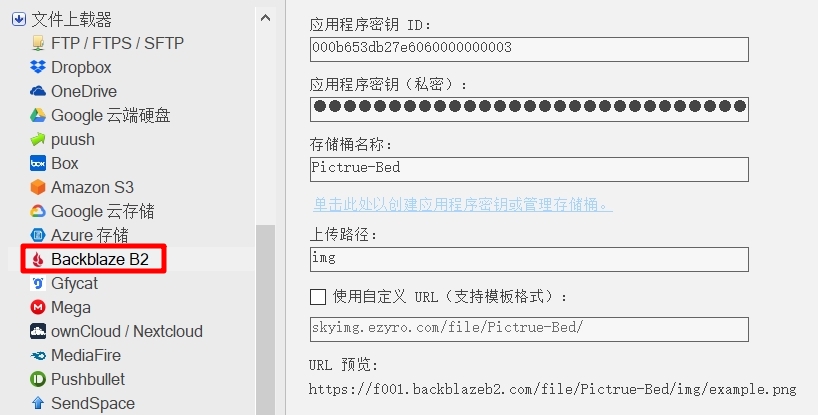 文件上载器
FTP / FTPS / SFTP
Dropbox
OneDrive
Google 云端硬盘
puush
Box
Amazon S3
Google 云存储
Azure 存储
Backblaze B2
Gfycat
Mega
ownCloud / Nextcloud
MediaFire
Pushbullet
SendSpace
应用程序密钥 ID:
000b653db27e6060000000003
应用程序密钥（私密）:
●●●●●●●●●●●●●●●●●●●●●●●●●●●●●
存储桶名称:
Pictrue-Bed
单击此处以创建应用程序密钥或管理存储桶。
上传路径:
img
使用自定义 URL（支持模板格式）:
skyimg.ezyro.com/file/Pictrue-Bed/
URL 预览:
https://f001.backblazeb2.com/file/Pictrue-Bed/img/example.png